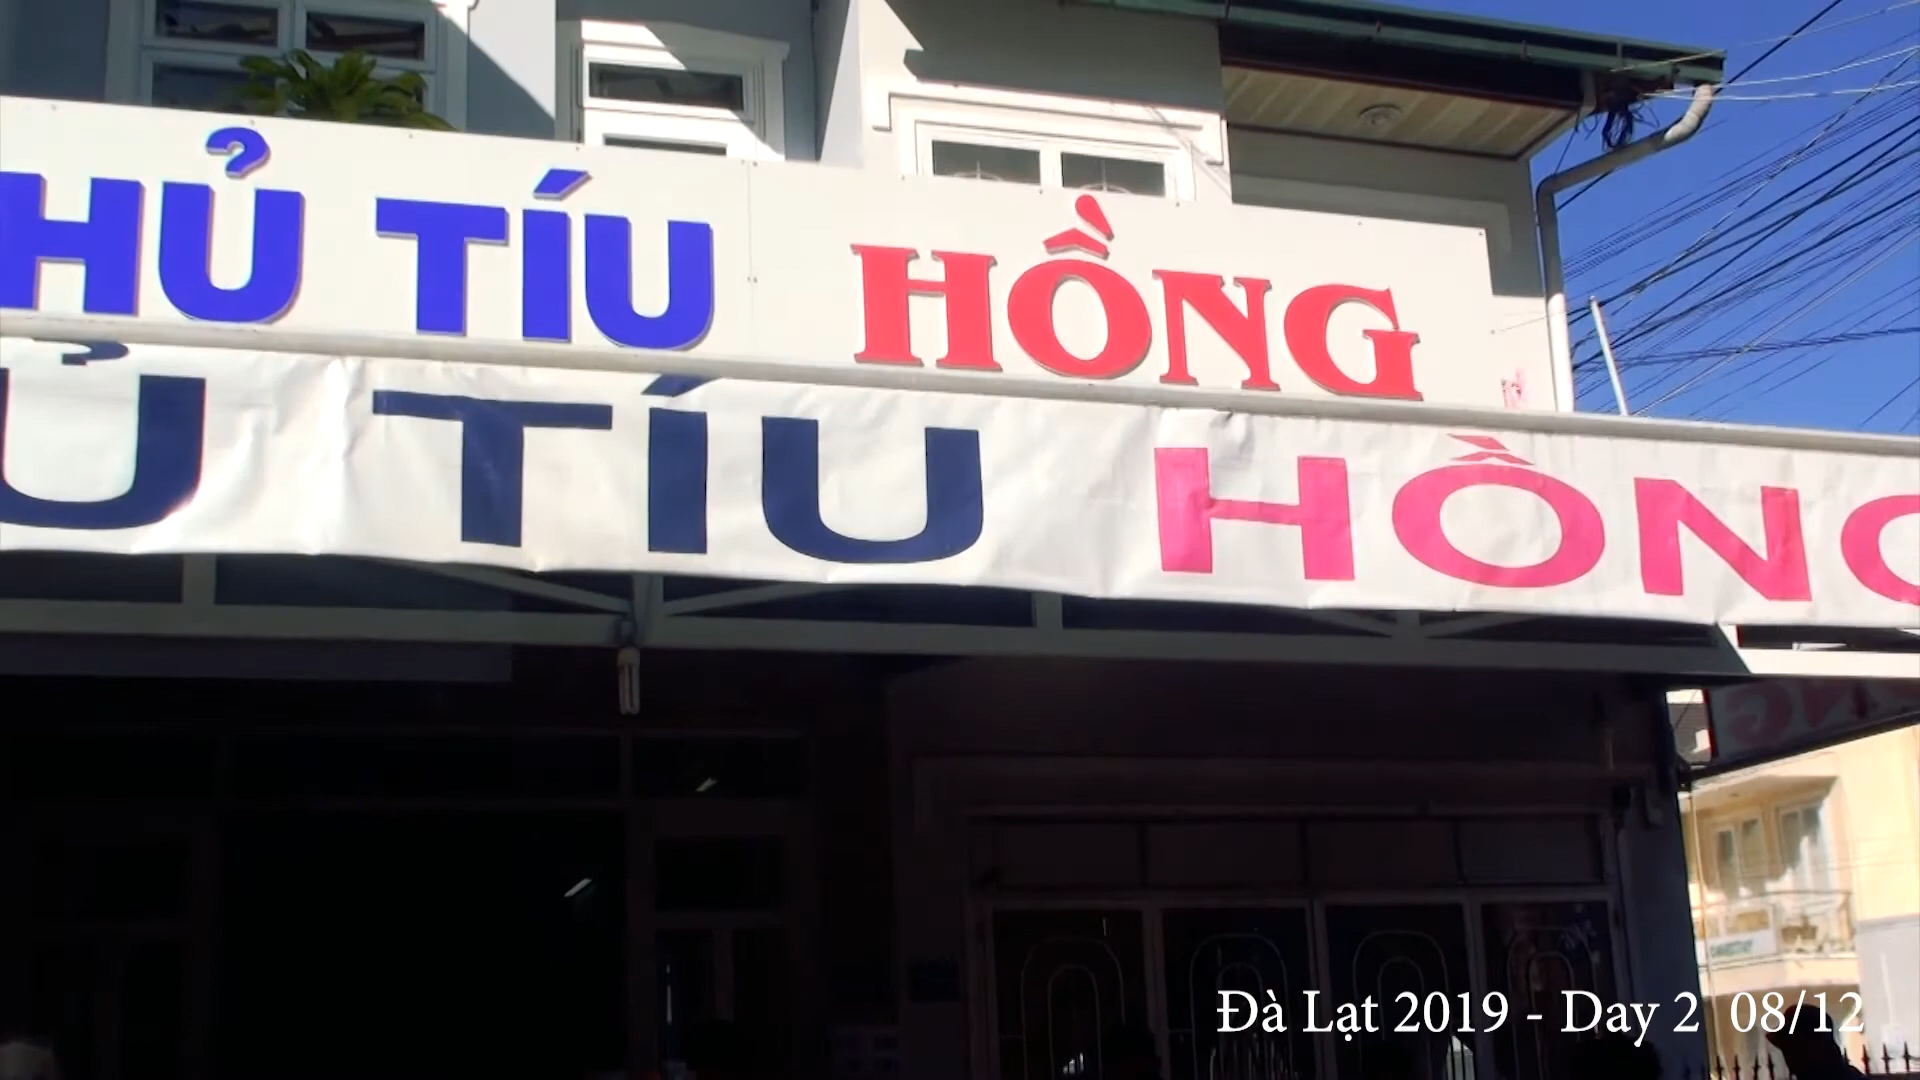 HỦ TÍU HỒNG
Ủ TÍU HỒNG
Đà Lạt 2019 - Day 2 08/12